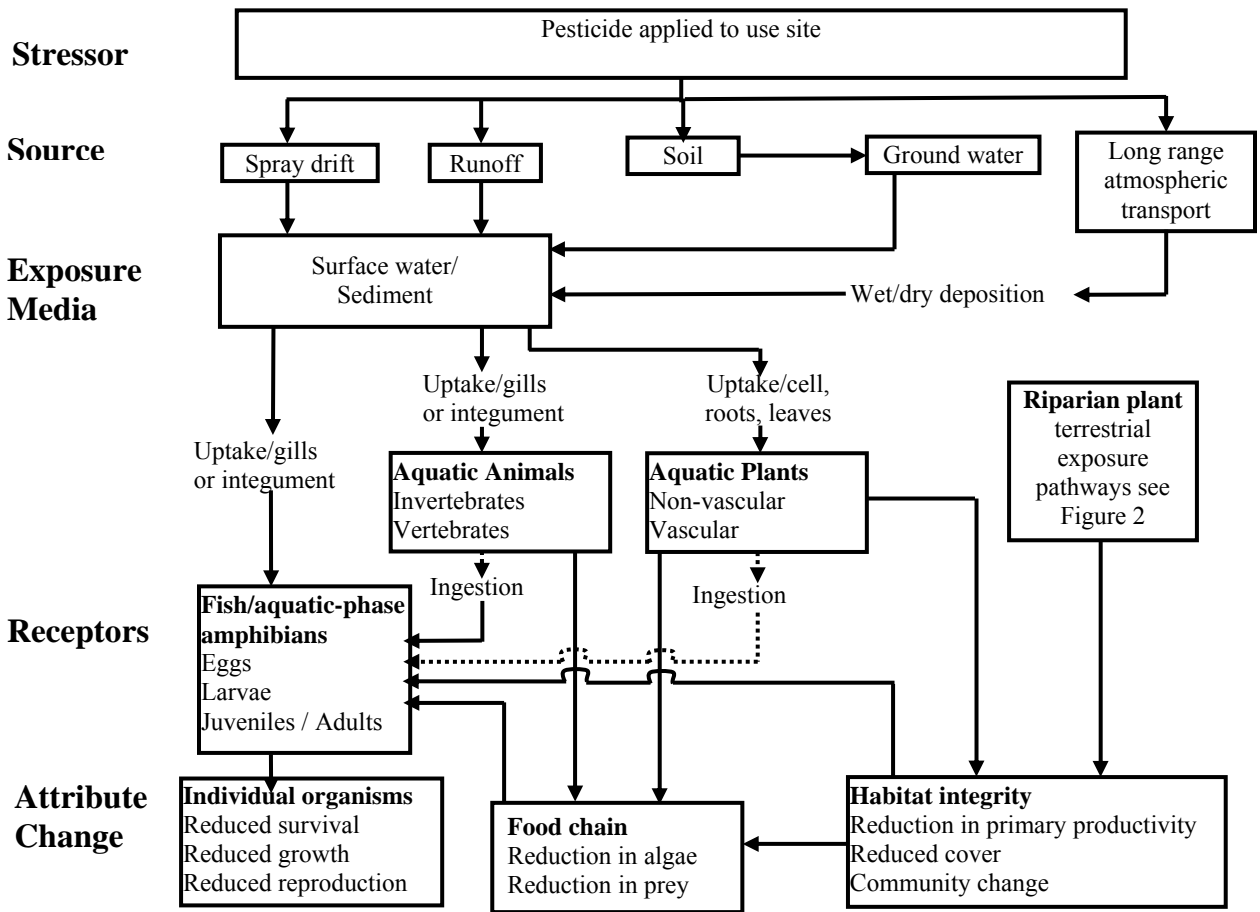 Stressor
Pesticide applied to use site
Source
Spray drift
Runoff
Soil
Ground water
Long range
atmospheric
transport
Exposure
Media
Surface water/
Sediment
Wet/dry deposition
Uptake/gills
or integument
Uptake/gills
or integument
Uptake/cell,
roots, leaves
Riparian plant
terrestrial
exposure
pathways see
Figure 2
Aquatic Animals
Invertebrates
Vertebrates
Aquatic Plants
Non-vascular
Vascular
Ingestion
Ingestion
Receptors
Fish/aquatic-phase
amphibians
Eggs
Larvae
Juveniles / Adults
Attribute
Change
Individual organisms
Reduced survival
Reduced growth
Reduced reproduction
Food chain
Reduction in algae
Reduction in prey
Habitat integrity
Reduction in primary productivity
Reduced cover
Community change